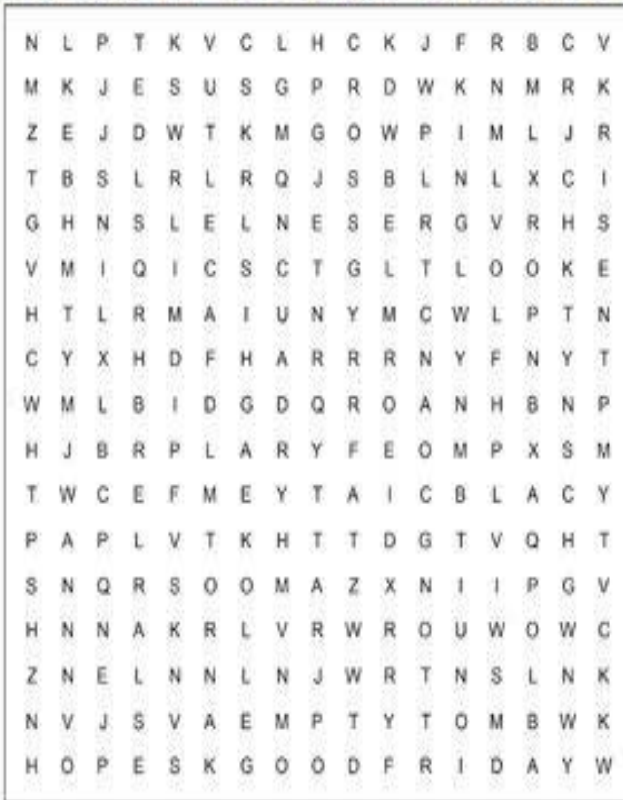 N L P T K V C L H C K J F R B C V
M K J E S U S G P R D W K N M R K
Z E J D W T K M G O W P I M L J R
T B S L R L R Q J S B L N L X C I
G H N S L E L N E S E R G V R H S
V M I Q I C S C T G L T L O O K E
H T L R M A I U N Y M C W L P T N
C Y X H D F H A R R R N Y F N Y T
W M L B I D G D Q R O A N H B N P
H J B R P L A R Y F E O M P X S M
T W C E F M E Y T A I C B L A C Y
P A P L V T K H T T D G T V Q H T
S N Q R S O O M A Z X N I I P G V
H N N A K R L V R W R O U W O W C
Z N E L N N L N J W R T N S L N K
N V J S V A E M P T Y T O M B W K
H O P E S K G O O D F R I D A Y W